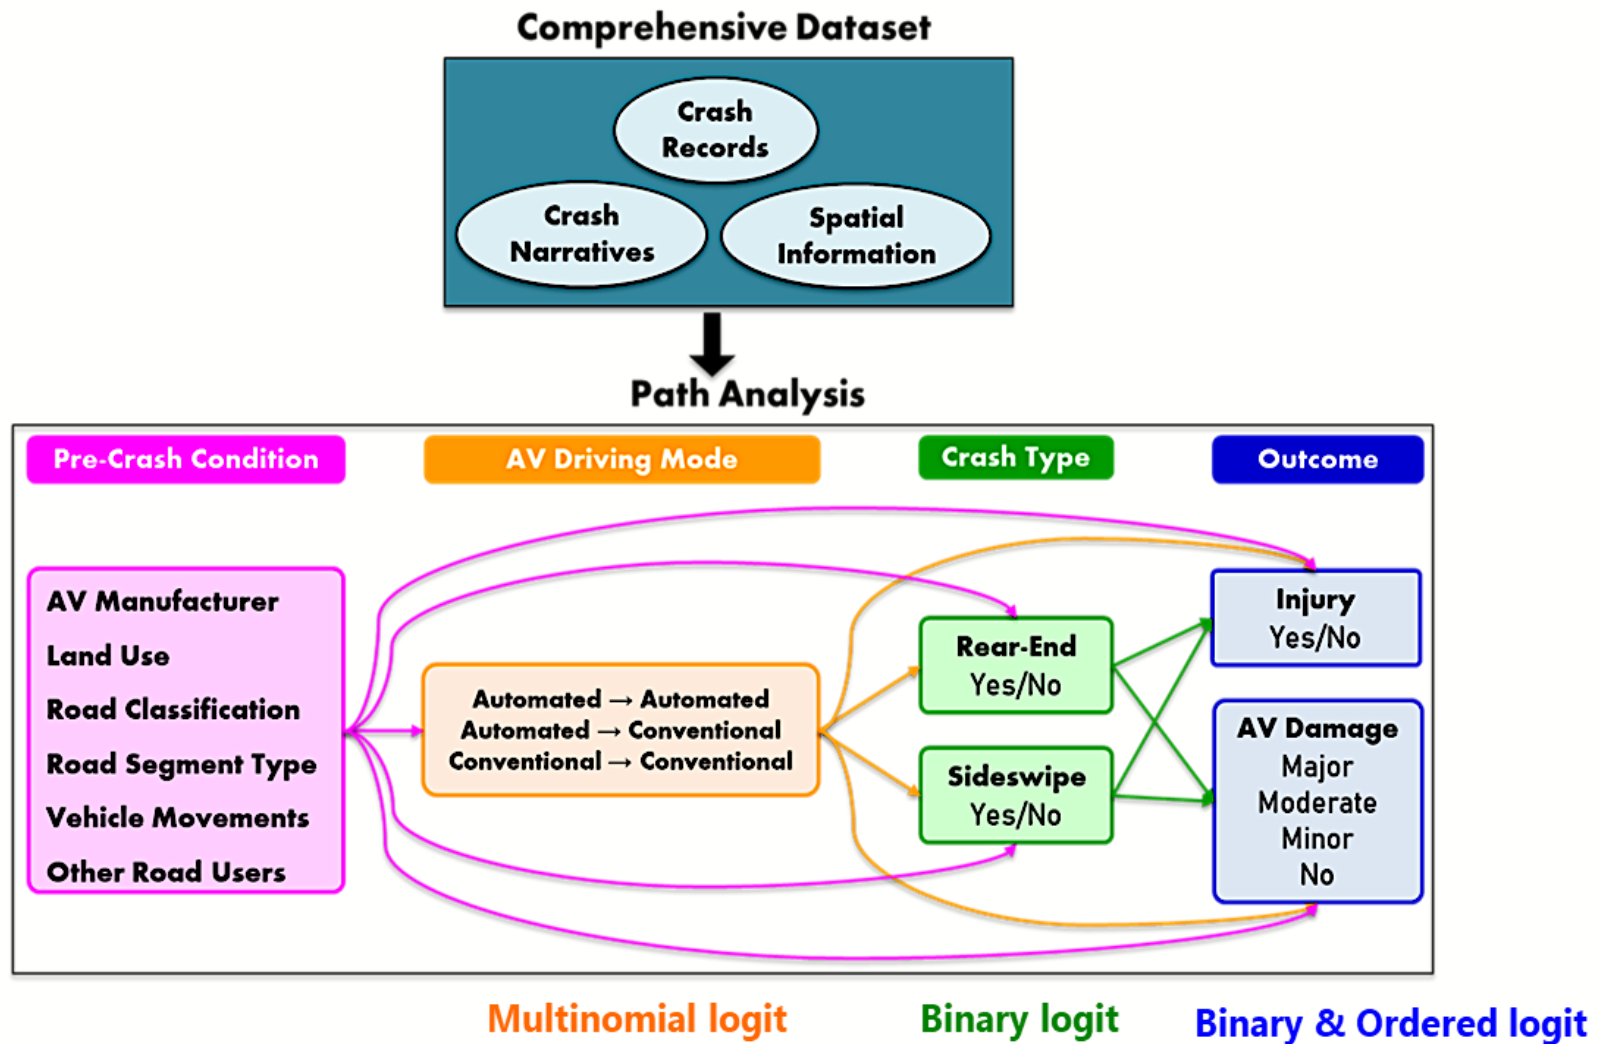 Comprehensive Dataset
Crash
Records
Crash
Narratives
Spatial
Information
Path Analysis
Pre-Crash Condition
AV Driving Mode
Crash Type
Outcome
AV Manufacturer
Land Use
Road Classification
Road Segment Type
Vehicle Movements
Other Road Users
Automated → Automated
Automated → Conventional
Conventional → Conventional
Rear-End
Yes/No
Sideswipe
Yes/No
Injury
Yes/No
AV Damage
Major
Moderate
Minor
No
Multinomial logit
Binary logit
Binary & Ordered logit